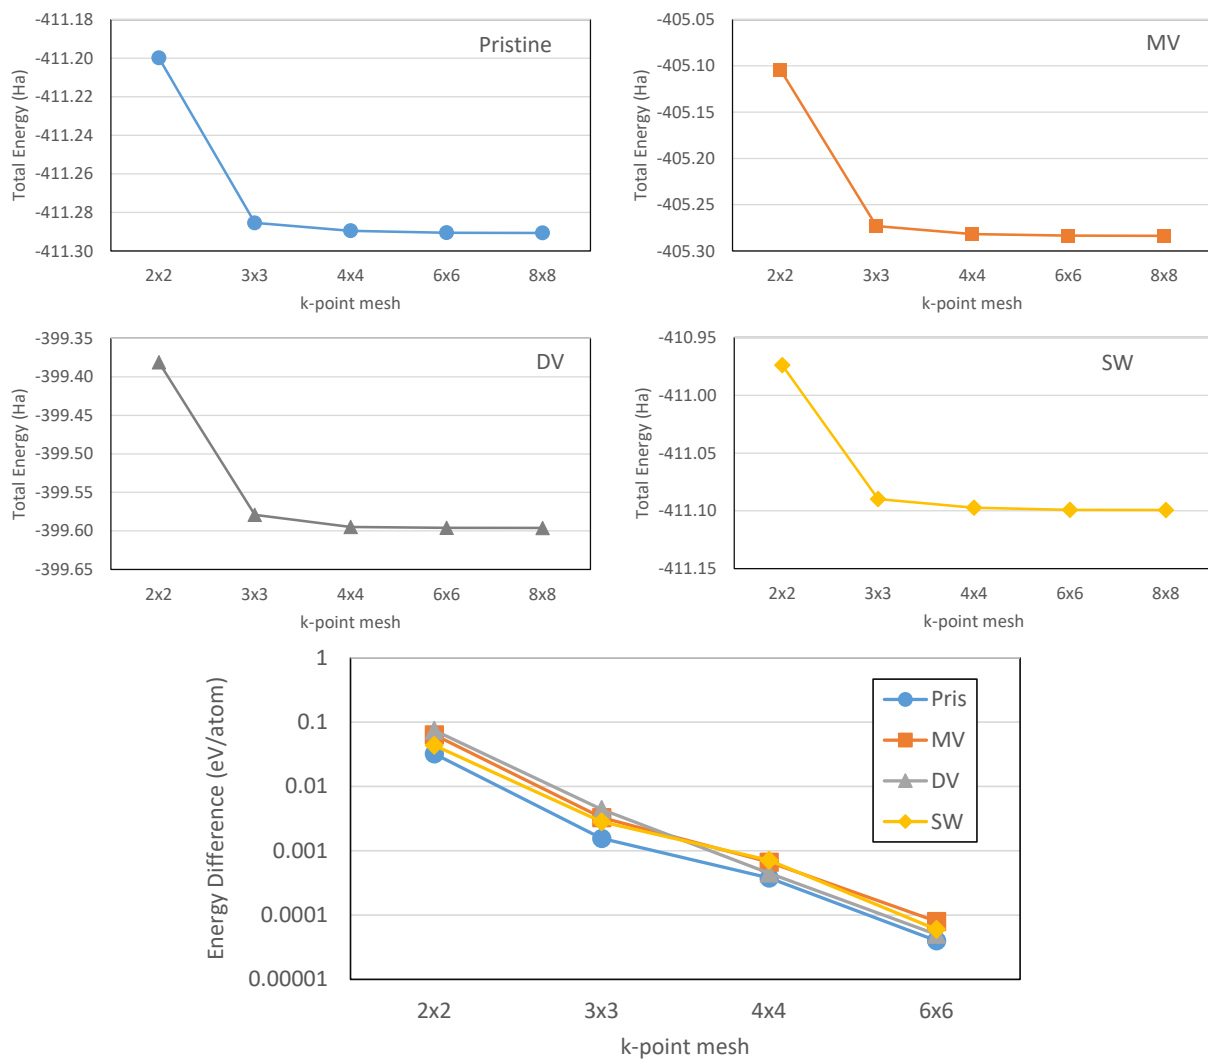 Pristine
Total Energy (Ha)
-411.18
-411.20
-411.22
-411.24
-411.26
-411.28
-411.30
2x2 3x3 4x4 6x6 8x8
k-point mesh
MV
Total Energy (Ha)
-405.05
-405.10
-405.15
-405.20
-405.25
-405.30
2x2 3x3 4x4 6x6 8x8
k-point mesh
DV
Total Energy (Ha)
-399.35
-399.40
-399.45
-399.50
-399.55
-399.60
-399.65
2x2 3x3 4x4 6x6 8x8
k-point mesh
SW
Total Energy (Ha)
-410.95
-411.00
-411.05
-411.10
-411.15
2x2 3x3 4x4 6x6 8x8
k-point mesh
Energy Difference (eV/atom)
1
0.1
0.01
0.001
0.0001
0.00001
Pris
MV
DV
SW
2x2 3x3 4x4 6x6
k-point mesh